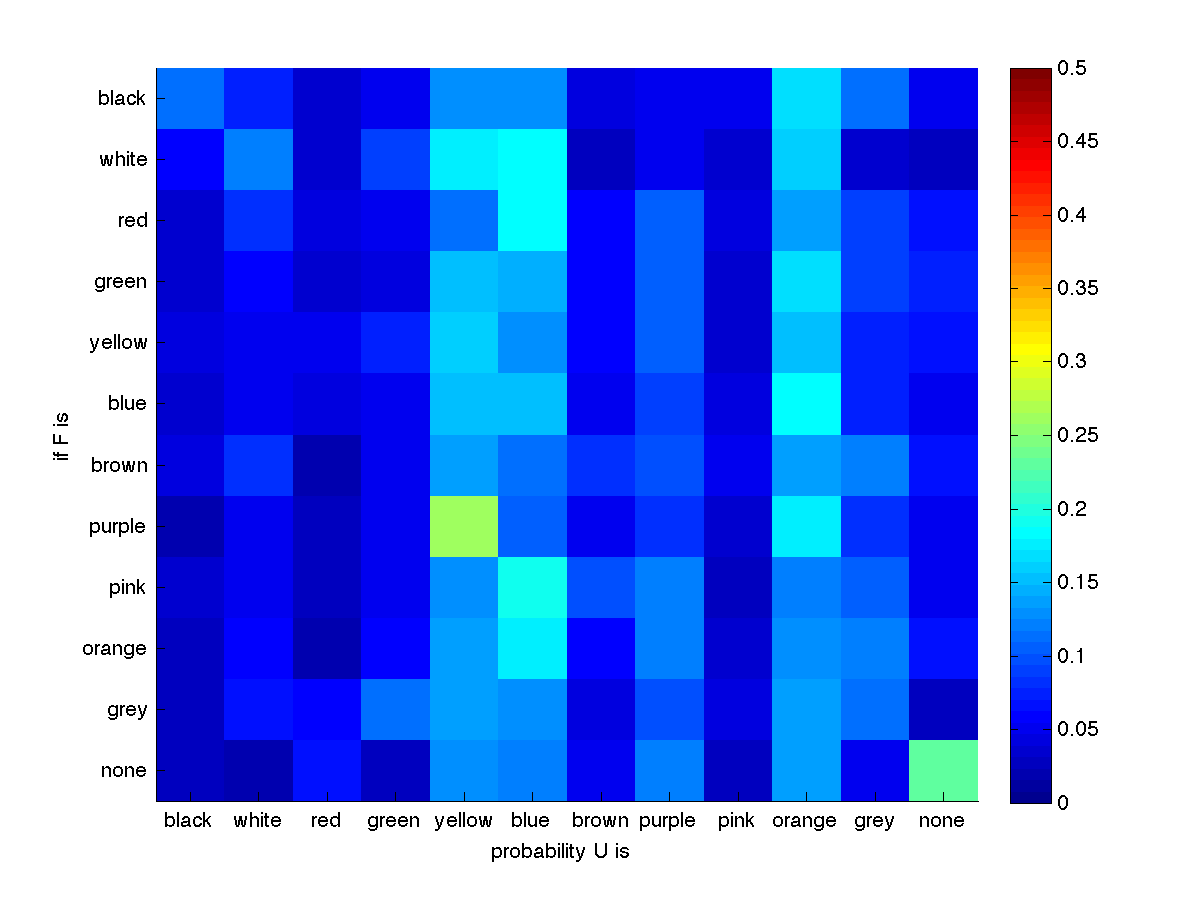 black
white
red
green
yellow
blue
brown
purple
pink
orange
grey
none
if F is
black white red green yellow blue brown purple pink orange grey none
probability U is
0.5
0.45
0.4
0.35
0.3
0.25
0.2
0.15
0.1
0.05
0